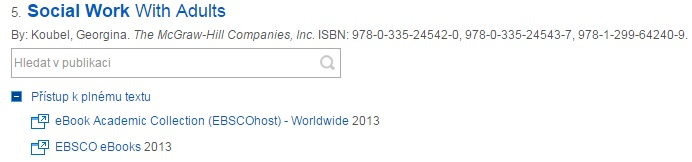 5. Social Work With Adults
By: Koubel, Georgina. The McGraw-Hill Companies, Inc. ISBN: 978-0-335-24542-0, 978-0-335-24543-7, 978-1-299-64240-9.
Hledat v publikaci
Přístup k plnému textu
eBook Academic Collection (EBSCOhost) - Worldwide 2013
EBSCO eBooks 2013